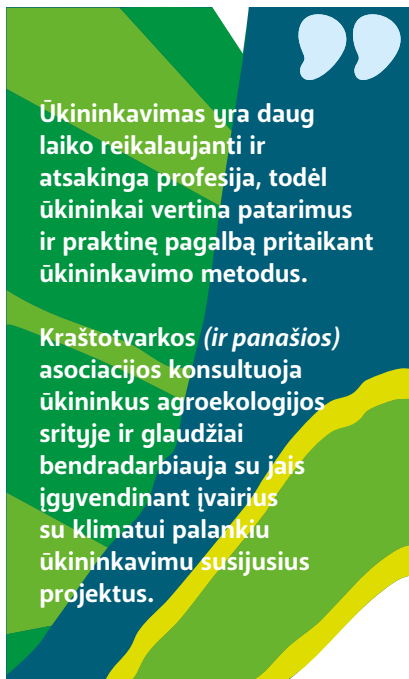 Ūkininkavimas yra daug
laiko reikalaujanti ir
atsakinga profesija, todėl
ūkininkai vertina patarimus
ir praktinę pagalbą pritaikant
ūkininkavimo metodus.
Kraštotvarkos (ir panašios)
asociacijos konsultuoja
ūkininkus agroekologijos
srityje ir glaudžiai
bendradarbiauja su jais
įgyvendinant įvairius
su klimatui palankiu
ūkininkavimu susijusius
projektus.